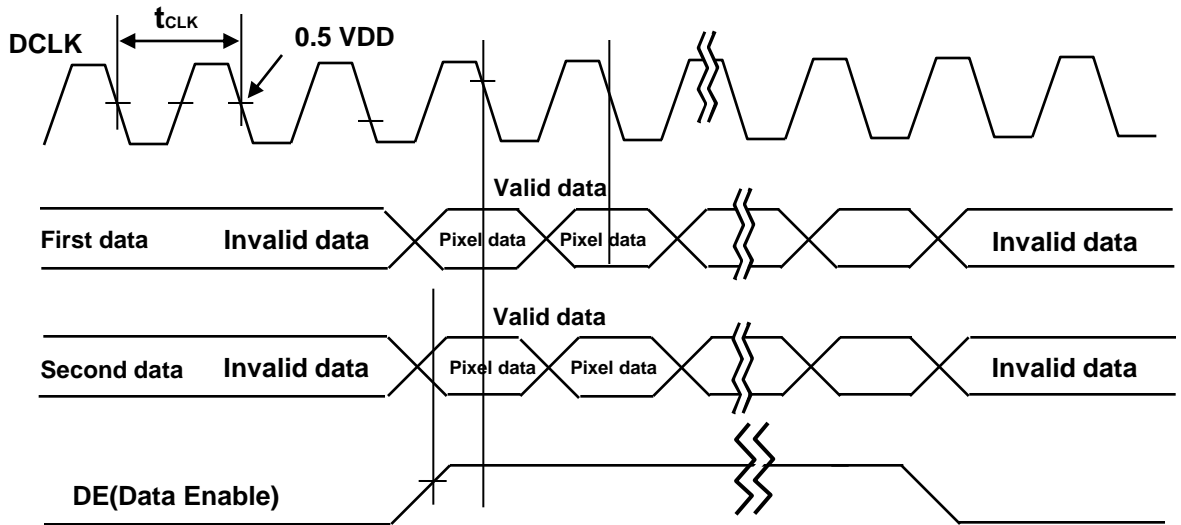 tCLK
DCLK
0.5 VDD
Valid data
First data Invalid data Pixel data Pixel data Invalid data
Valid data
Second data Invalid data Pixel data Pixel data Invalid data
DE(Data Enable)